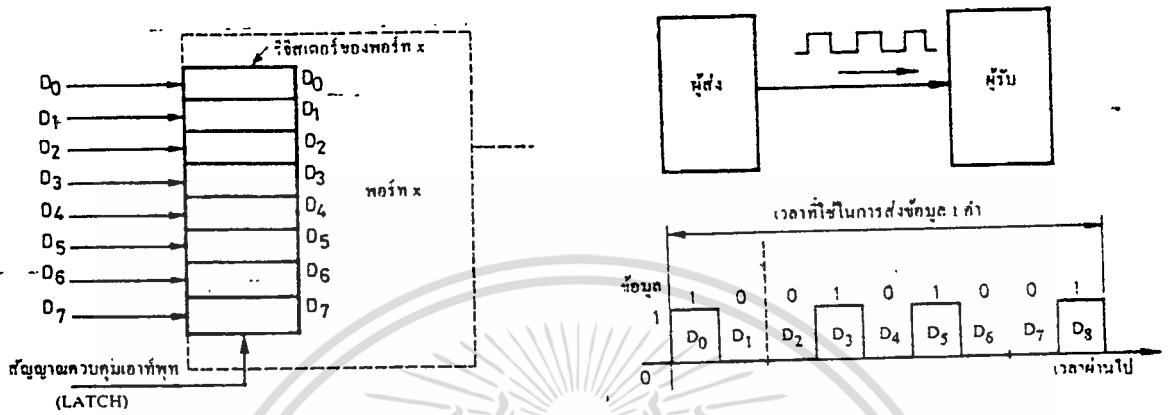 รีจิสเตอร์ของพอร์ท x
D0 D0
D1 D1
D2 D2
D3 D3
D4 D4
D5 D5
D6 D6
D7 D7
พอร์ท x
สัญญาณควบคุมเอาท์พุท
(LATCH)
ผู้ส่ง
ผู้รับ
เวลาที่ใช้ในการส่งข้อมูล 1 คำ
ข้อมูล 1 0 0 1 0 1 0 0 1
1
D0 D1 D2 D3 D4 D5 D6 D7 D8
0
เวลาผ่านไป